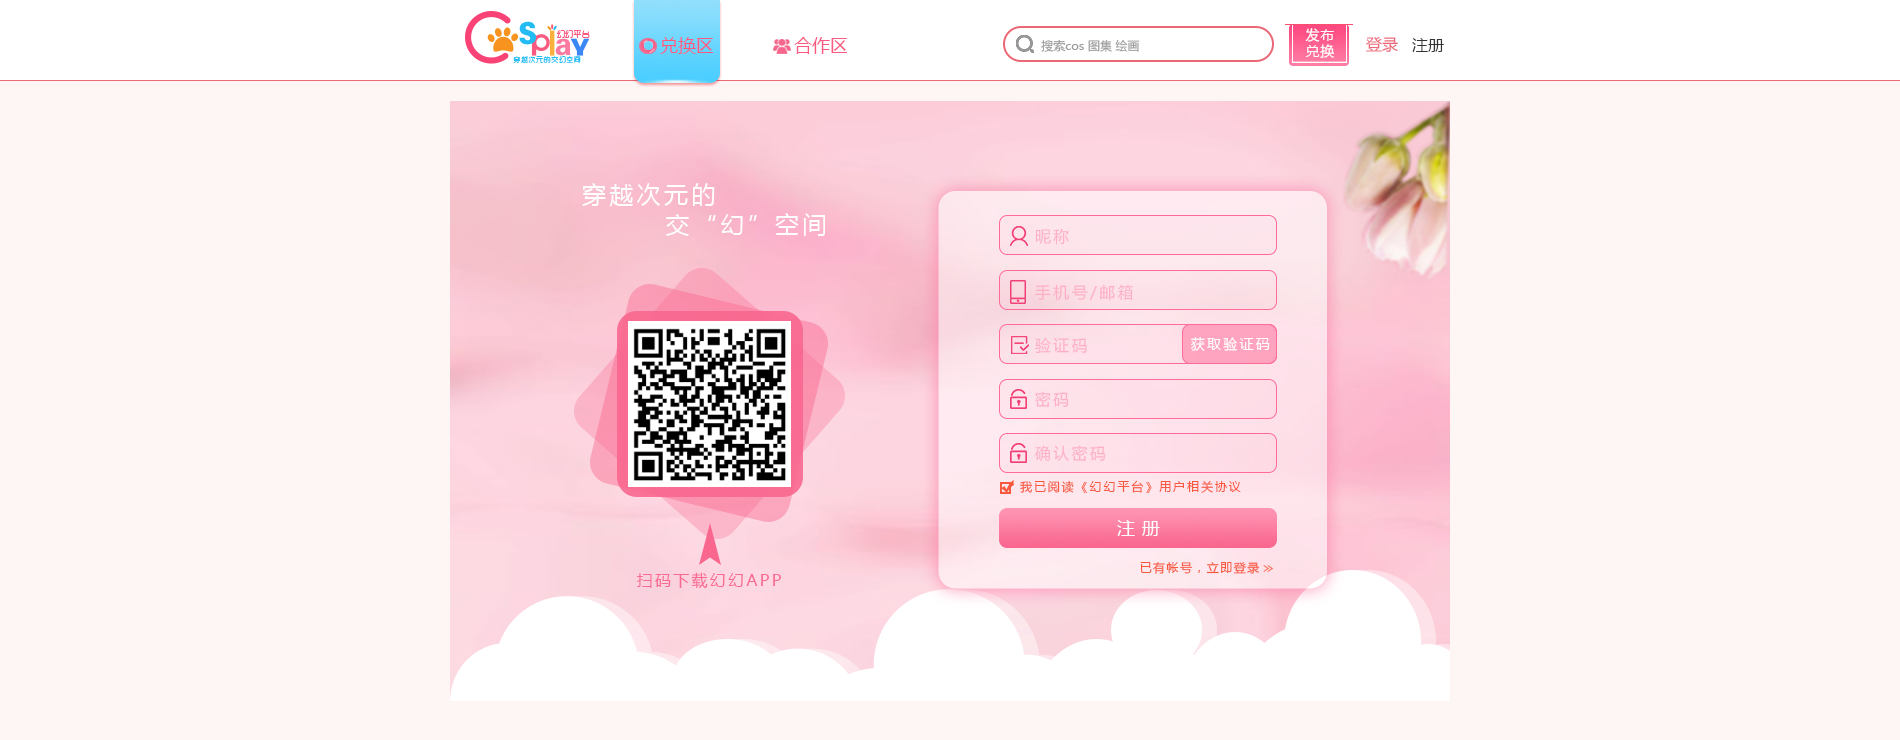 Csplay
幻幻平台
穿越次元的交幻空间
兑换区
合作区
搜索cos 图集 绘画
发布
兑换
登录
注册
穿越次元的
交“幻”空间
扫码下载幻幻APP
昵称
手机号/邮箱
验证码
获取验证码
密码
确认密码
我已阅读《幻幻平台》用户相关协议
注 册
已有帐号，立即登录 >>